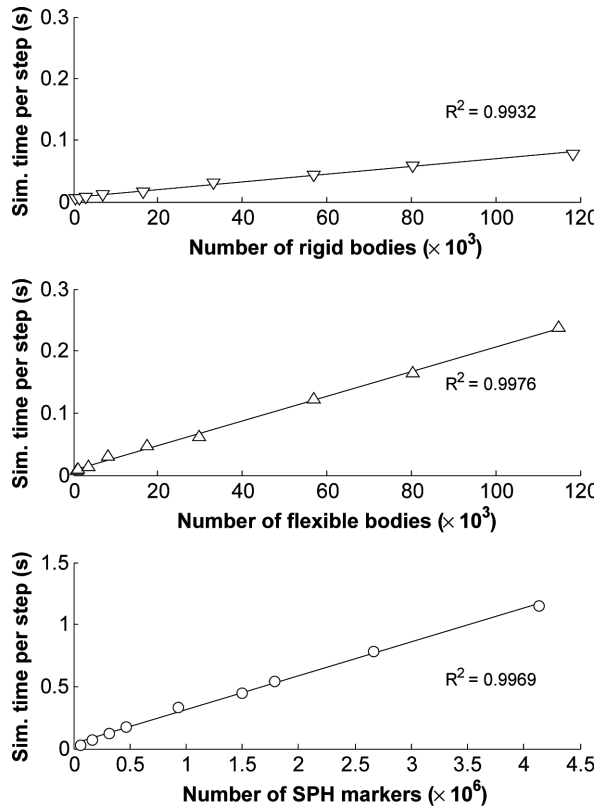 Sim. time per step (s)
0.3
0.2
0.1
0
R² = 0.9932
0 20 40 60 80 100 120
Number of rigid bodies (× 10³)
Sim. time per step (s)
0.3
0.2
0.1
0
R² = 0.9976
0 20 40 60 80 100 120
Number of flexible bodies (× 10³)
Sim. time per step (s)
1.5
1
0.5
0
R² = 0.9969
0 0.5 1 1.5 2 2.5 3 3.5 4 4.5
Number of SPH markers (× 10⁶)